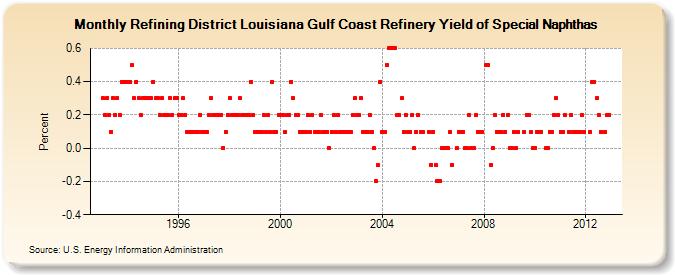 Monthly Refining District Louisiana Gulf Coast Refinery Yield of Special Naphthas
Percent
0.6
0.4
0.2
0.0
-0.2
-0.4
1996 2000 2004 2008 2012
Source: U.S. Energy Information Administration